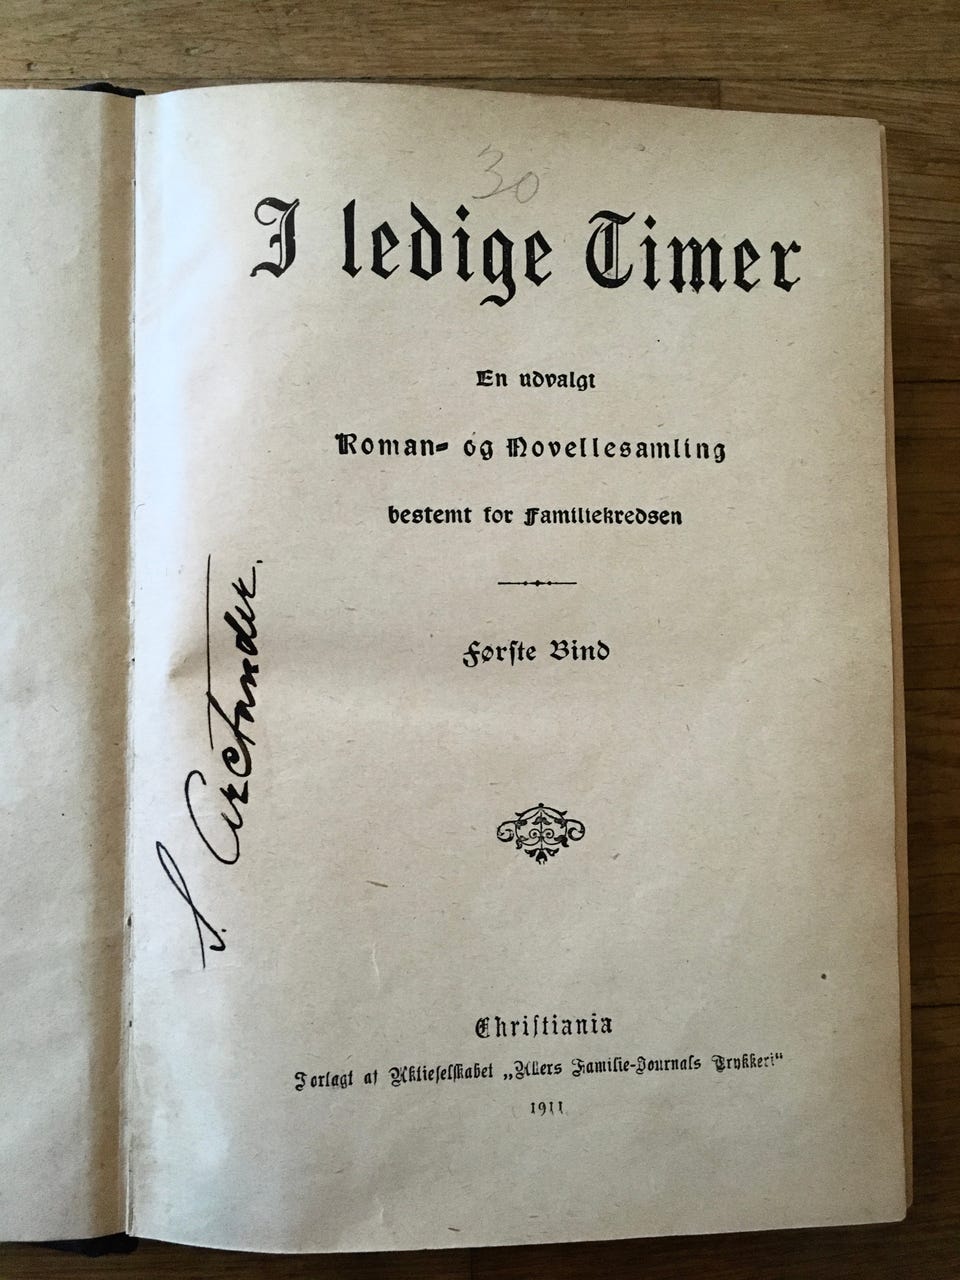 30
I ledige Timer
En udvalgt
Roman- og Novellesamling
bestemt for Familiekredsen
Første Bind
S. Arctander.
Christiania
Forlagt af Aktieselskabet „Allers Familie-Journals Trykkeri“
1911